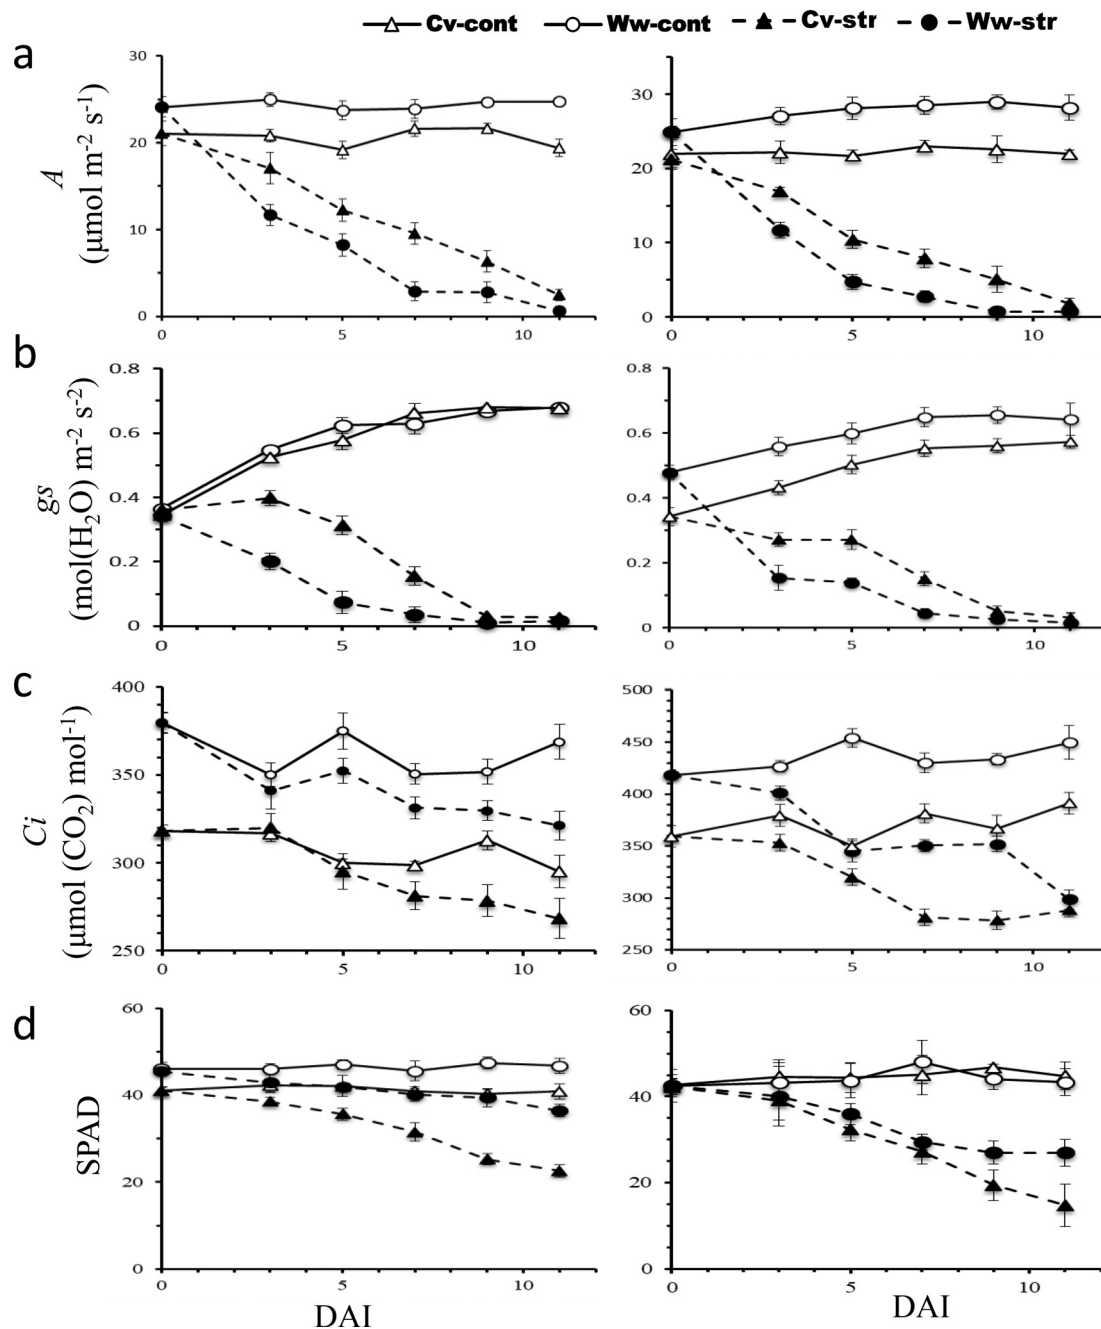 Cv-cont Ww-cont Cv-str Ww-str
a
A
(μmol m-2 s-1)
30
20
10
0
0 5 10
30
20
10
0
0 5 10
b
gs
(mol(H2O) m-2 s-2)
0.8
0.6
0.4
0.2
0
0 5 10
0.8
0.6
0.4
0.2
0
0 5 10
c
Ci
(μmol (CO2) mol-1)
400
350
300
250
0 5 10
500
450
400
350
300
250
0 5 10
d
SPAD
60
40
20
0
0 5 10
DAI
60
40
20
0
0 5 10
DAI